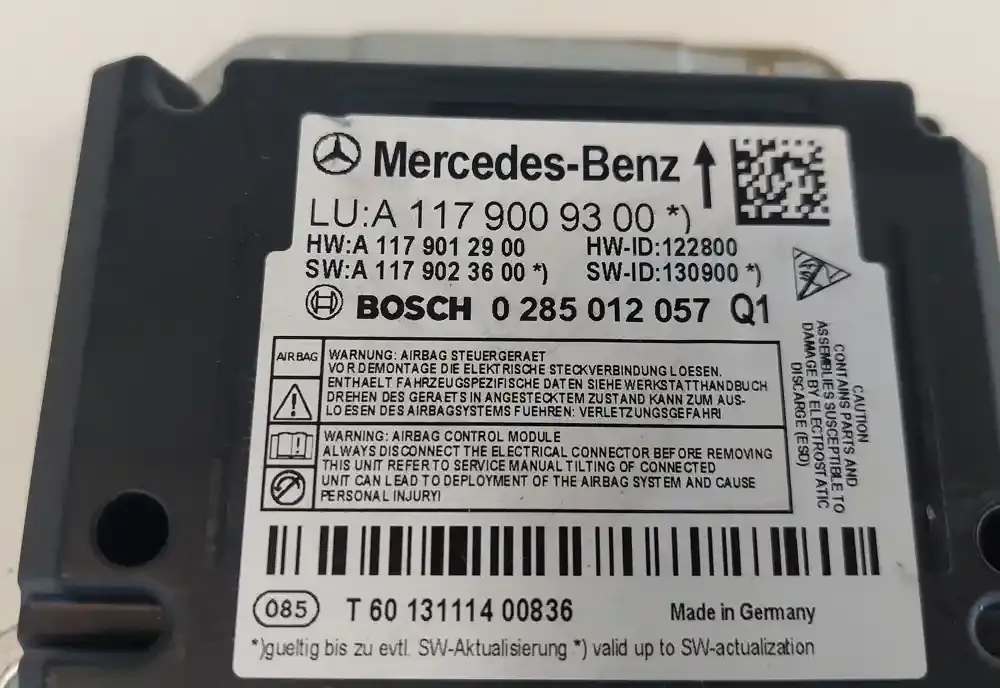 Mercedes-Benz
LU:A 117 900 93 00 *)
HW:A 117 901 29 00 HW-ID:122800
SW:A 117 902 36 00 *) SW-ID:130900 *)
BOSCH 0 285 012 057 Q1
AIRBAG
WARNUNG: AIRBAG STEUERGERAET
VOR DEMONTAGE DIE ELEKTRISCHE STECKVERBINDUNG LOESEN.
ENTHAELT FAHRZEUGSPEZIFISCHE DATEN SIEHE WERKSTATTHANDBUCH
DREHEN DES GERAETS IN ANGESTECKTEM ZUSTAND KANN ZUM AUS-
LOESEN DES AIRBAGSYSTEMS FUEHREN: VERLETZUNGSGEFAHR!
WARNING: AIRBAG CONTROL MODULE
ALWAYS DISCONNECT THE ELECTRICAL CONNECTOR BEFORE REMOVING
THIS UNIT REFER TO SERVICE MANUAL TILTING OF CONNECTED
UNIT CAN LEAD TO DEPLOYMENT OF THE AIRBAG SYSTEM AND CAUSE
PERSONAL INJURY!
CAUTION
CONTAINS PARTS AND
ASSEMBLIES SUSCEPTIBLE TO
DAMAGE BY ELECTROSTATIC
DISCHARGE (ESD)
085 T 60 131114 00836 Made in Germany
*)gueltig bis zu evtl. SW-Aktualisierung *) valid up to SW-actualization